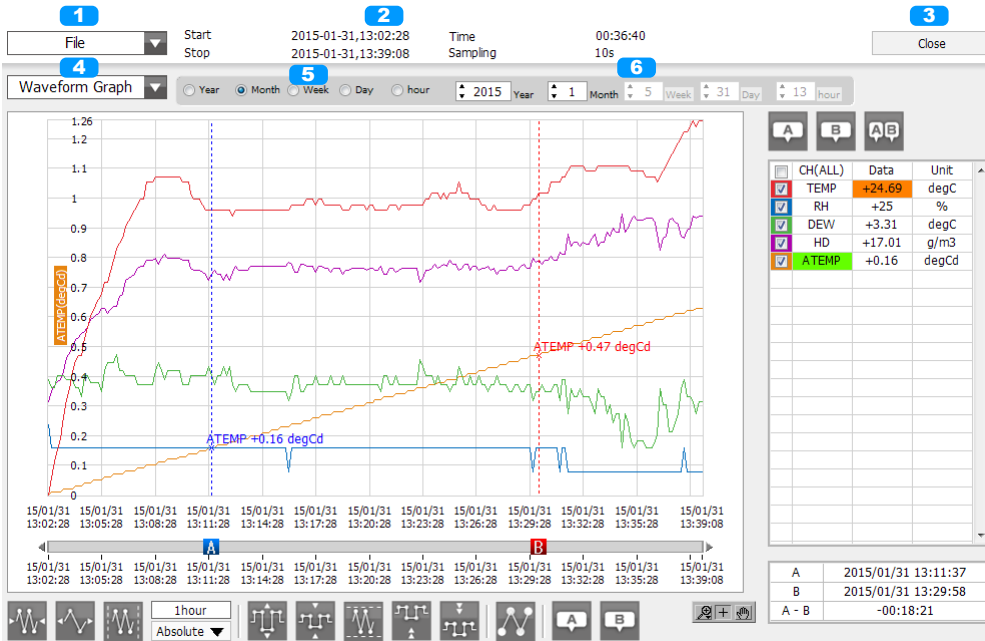 1
2
3
File
Start 2015-01-31,13:02:28 Time 00:36:40
Stop 2015-01-31,13:39:08 Sampling 10s
Close
4
5
6
Waveform Graph
Year Month Week Day hour
2015 Year 1 Month 5 Week 31 Day 13 hour
1.26
1.2
1.1
1
0.9
0.8
0.7
0.6
0.5
0.4
0.3
0.2
0.1
0
ATEMP(degCd)
ATEMP +0.47 degCd
ATEMP +0.16 degCd
15/01/31 15/01/31 15/01/31 15/01/31 15/01/31 15/01/31 15/01/31 15/01/31 15/01/31 15/01/31 15/01/31 15/01/31 15/01/31
13:02:28 13:05:28 13:08:28 13:11:28 13:14:28 13:17:28 13:20:28 13:23:28 13:26:28 13:29:28 13:32:28 13:35:28 13:39:08
A B
15/01/31 15/01/31 15/01/31 15/01/31 15/01/31 15/01/31 15/01/31 15/01/31 15/01/31 15/01/31 15/01/31 15/01/31 15/01/31
13:02:28 13:05:28 13:08:28 13:11:28 13:14:28 13:17:28 13:20:28 13:23:28 13:26:28 13:29:28 13:32:28 13:35:28 13:39:08
1hour
Absolute
A B
A B A B
CH(ALL) Data Unit
TEMP +24.69 degC
RH +25 %
DEW +3.31 degC
HD +17.01 g/m3
ATEMP +0.16 degCd
A 2015/01/31 13:11:37
B 2015/01/31 13:29:58
A - B -00:18:21